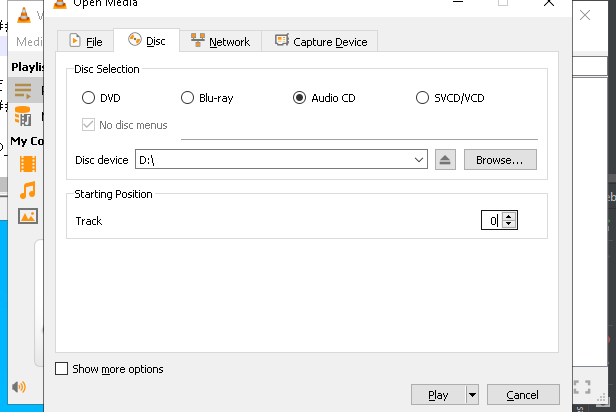 Open Media
Medi
File
Disc
Network
Capture Device
Playlis
Disc Selection
DVD
Blu-ray
Audio CD
SVCD/VCD
No disc menus
My Co
Disc device
D:\
Browse...
Starting Position
Track
0
Show more options
Play
Cancel